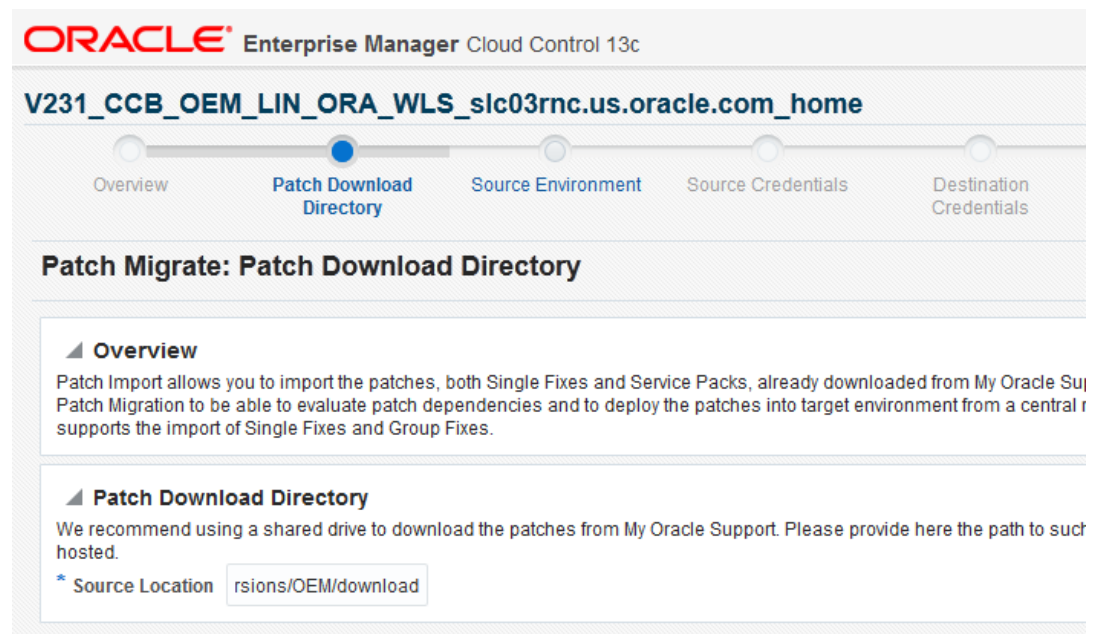 ORACLE Enterprise Manager Cloud Control 13c
V231_CCB_OEM_LIN_ORA_WLS_slc03rnc.us.oracle.com_home
Overview
Patch Download
Directory
Source Environment
Source Credentials
Destination
Credentials
Patch Migrate: Patch Download Directory
Overview
Patch Import allows you to import the patches, both Single Fixes and Service Packs, already downloaded from My Oracle Su
Patch Migration to be able to evaluate patch dependencies and to deploy the patches into target environment from a central
supports the import of Single Fixes and Group Fixes.
Patch Download Directory
We recommend using a shared drive to download the patches from My Oracle Support. Please provide here the path to such
hosted.
* Source Location rsions/OEM/download